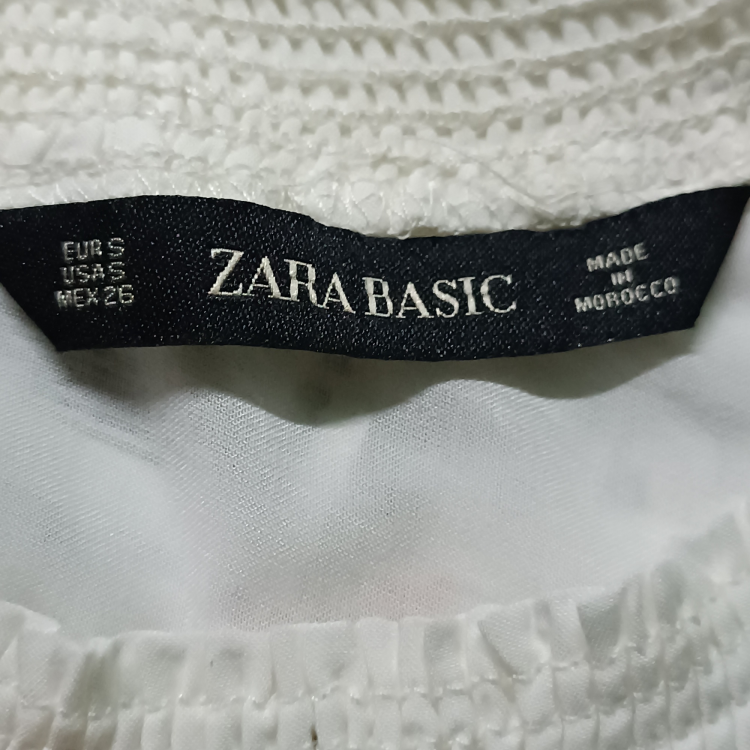 EUR S
USA S
MEX 26
ZARA BASIC
MADE
IN
MOROCCO